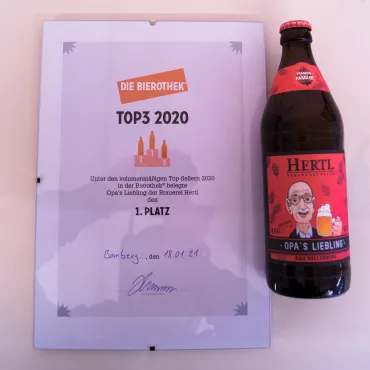 DIE BIEROTHEK®
TOP3 2020
Unter den volumenmäßigen Top-Sellern 2020
in der Bierothek® belegte
Opa's Liebling der Brauerei Hertl
den
1. PLATZ
Bamberg, den 18.01.21
FAMILIE
HERTL
OPA'S LIEBLING